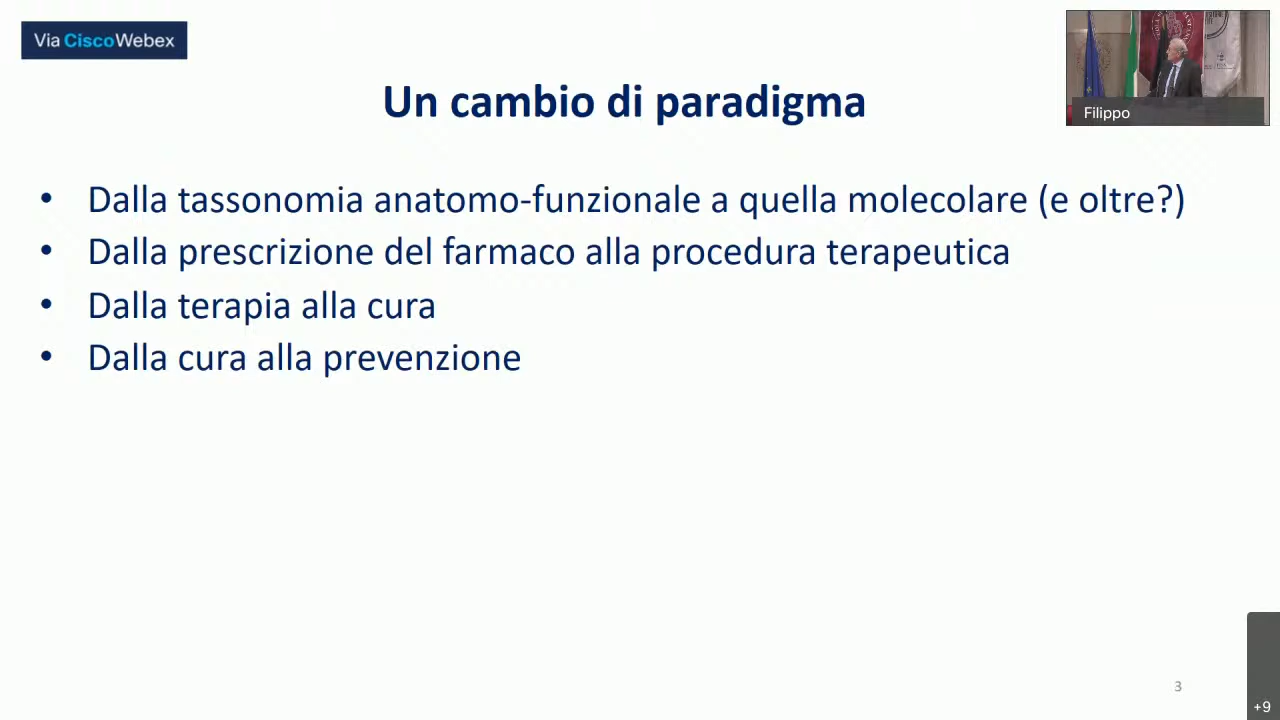 Via CiscoWebex
Un cambio di paradigma
Filippo
• Dalla tassonomia anatomo-funzionale a quella molecolare (e oltre?)
• Dalla prescrizione del farmaco alla procedura terapeutica
• Dalla terapia alla cura
• Dalla cura alla prevenzione
3
+9